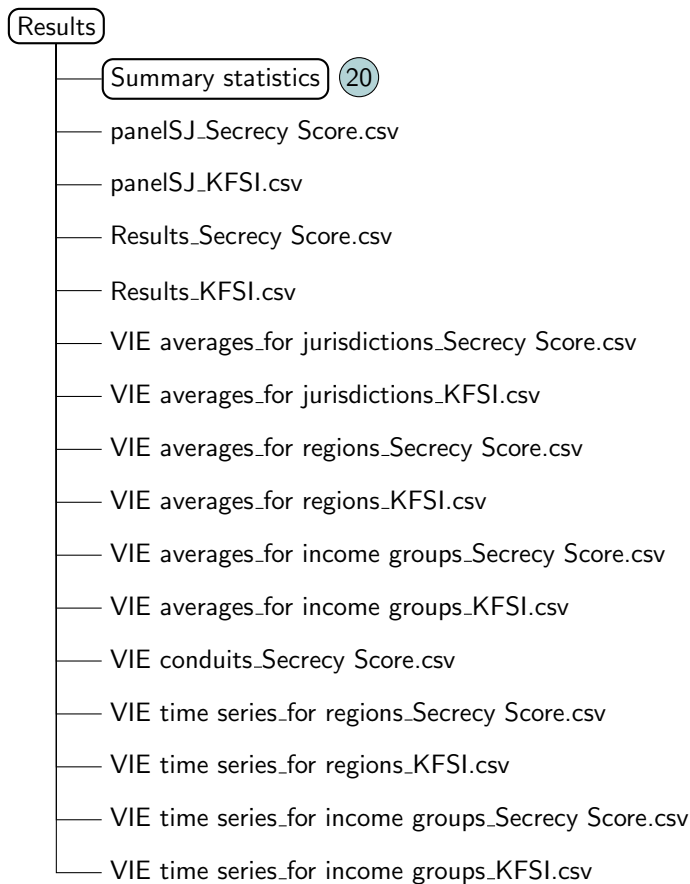 Results
Summary statistics 20
panelSJ_Secrecy Score.csv
panelSJ_KFSI.csv
Results_Secrecy Score.csv
Results_KFSI.csv
VIE averages_for jurisdictions_Secrecy Score.csv
VIE averages_for jurisdictions_KFSI.csv
VIE averages_for regions_Secrecy Score.csv
VIE averages_for regions_KFSI.csv
VIE averages_for income groups_Secrecy Score.csv
VIE averages_for income groups_KFSI.csv
VIE conduits_Secrecy Score.csv
VIE time series_for regions_Secrecy Score.csv
VIE time series_for regions_KFSI.csv
VIE time series_for income groups_Secrecy Score.csv
VIE time series_for income groups_KFSI.csv